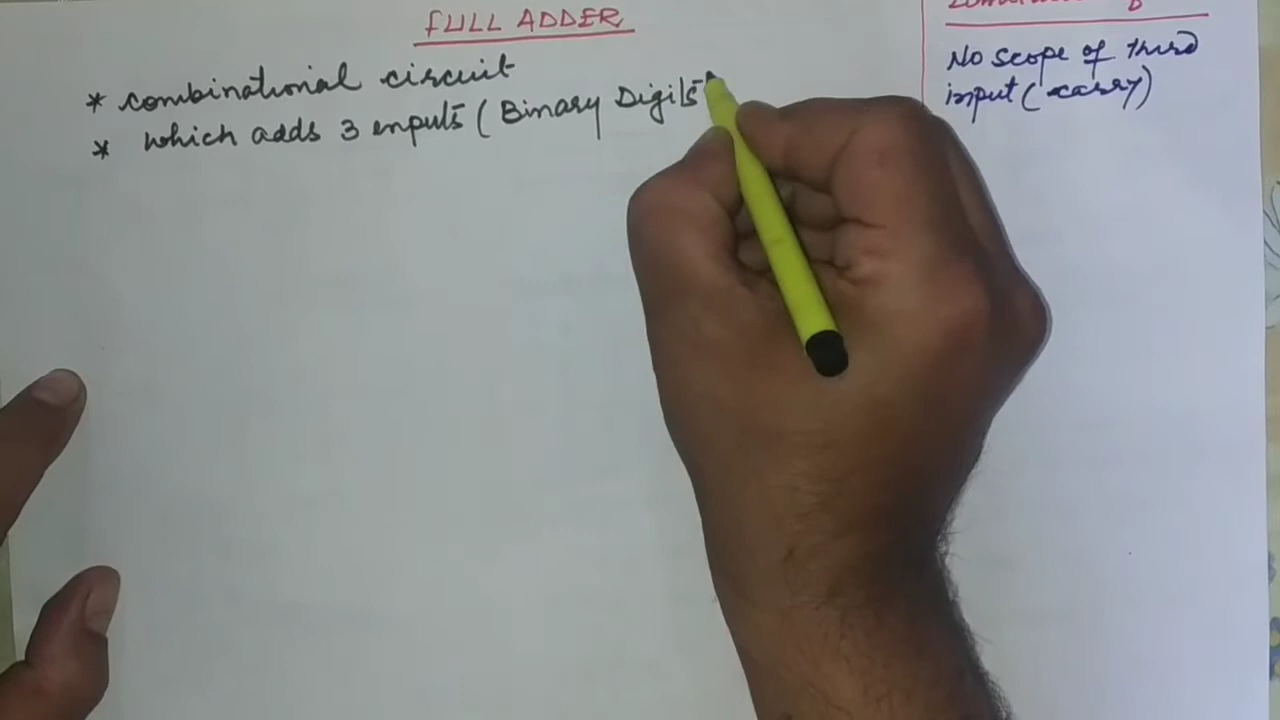 FULL ADDER
* combinational circuit
* which adds 3 inputs (Binary Digits
No scope of third
input (carry)